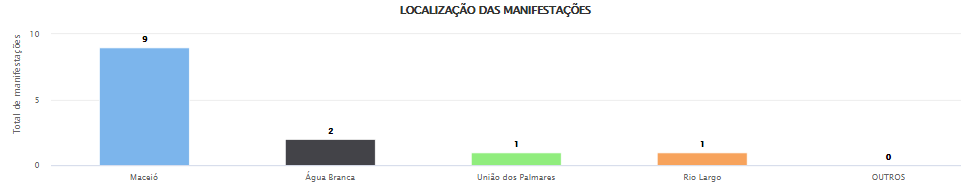 LOCALIZAÇÃO DAS MANIFESTAÇÕES
Total de manifestações
10
5
0
9
2
1
1
0
Maceió
Água Branca
União dos Palmares
Rio Largo
OUTROS